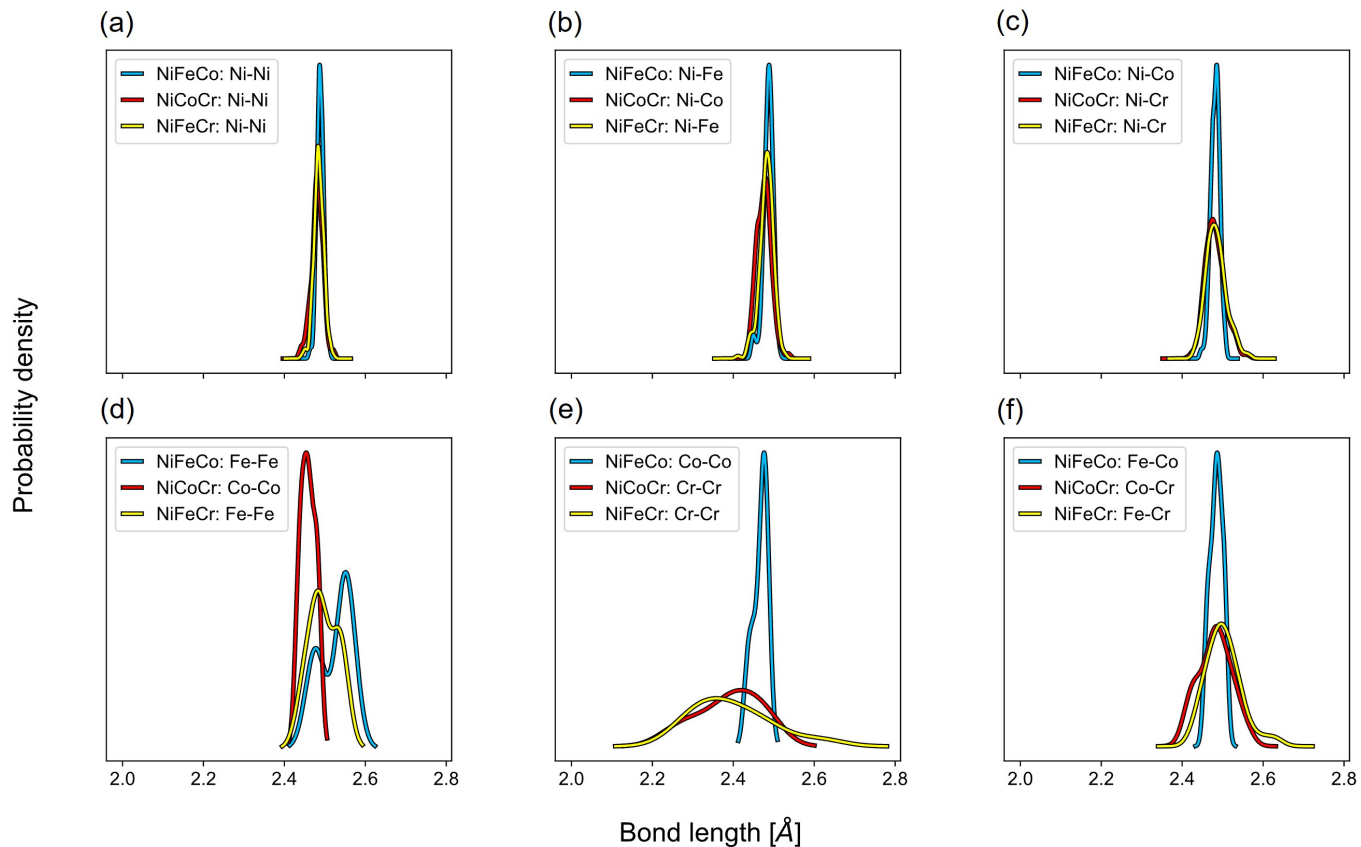 (a)
NiFeCo: Ni-Ni
NiCoCr: Ni-Ni
NiFeCr: Ni-Ni
(b)
NiFeCo: Ni-Fe
NiCoCr: Ni-Co
NiFeCr: Ni-Fe
(c)
NiFeCo: Ni-Co
NiCoCr: Ni-Cr
NiFeCr: Ni-Cr
Probability density
(d)
NiFeCo: Fe-Fe
NiCoCr: Co-Co
NiFeCr: Fe-Fe
2.0 2.2 2.4 2.6 2.8
(e)
NiFeCo: Co-Co
NiCoCr: Cr-Cr
NiFeCr: Cr-Cr
2.0 2.2 2.4 2.6 2.8
(f)
NiFeCo: Fe-Co
NiCoCr: Co-Cr
NiFeCr: Fe-Cr
2.0 2.2 2.4 2.6 2.8
Bond length [Å]